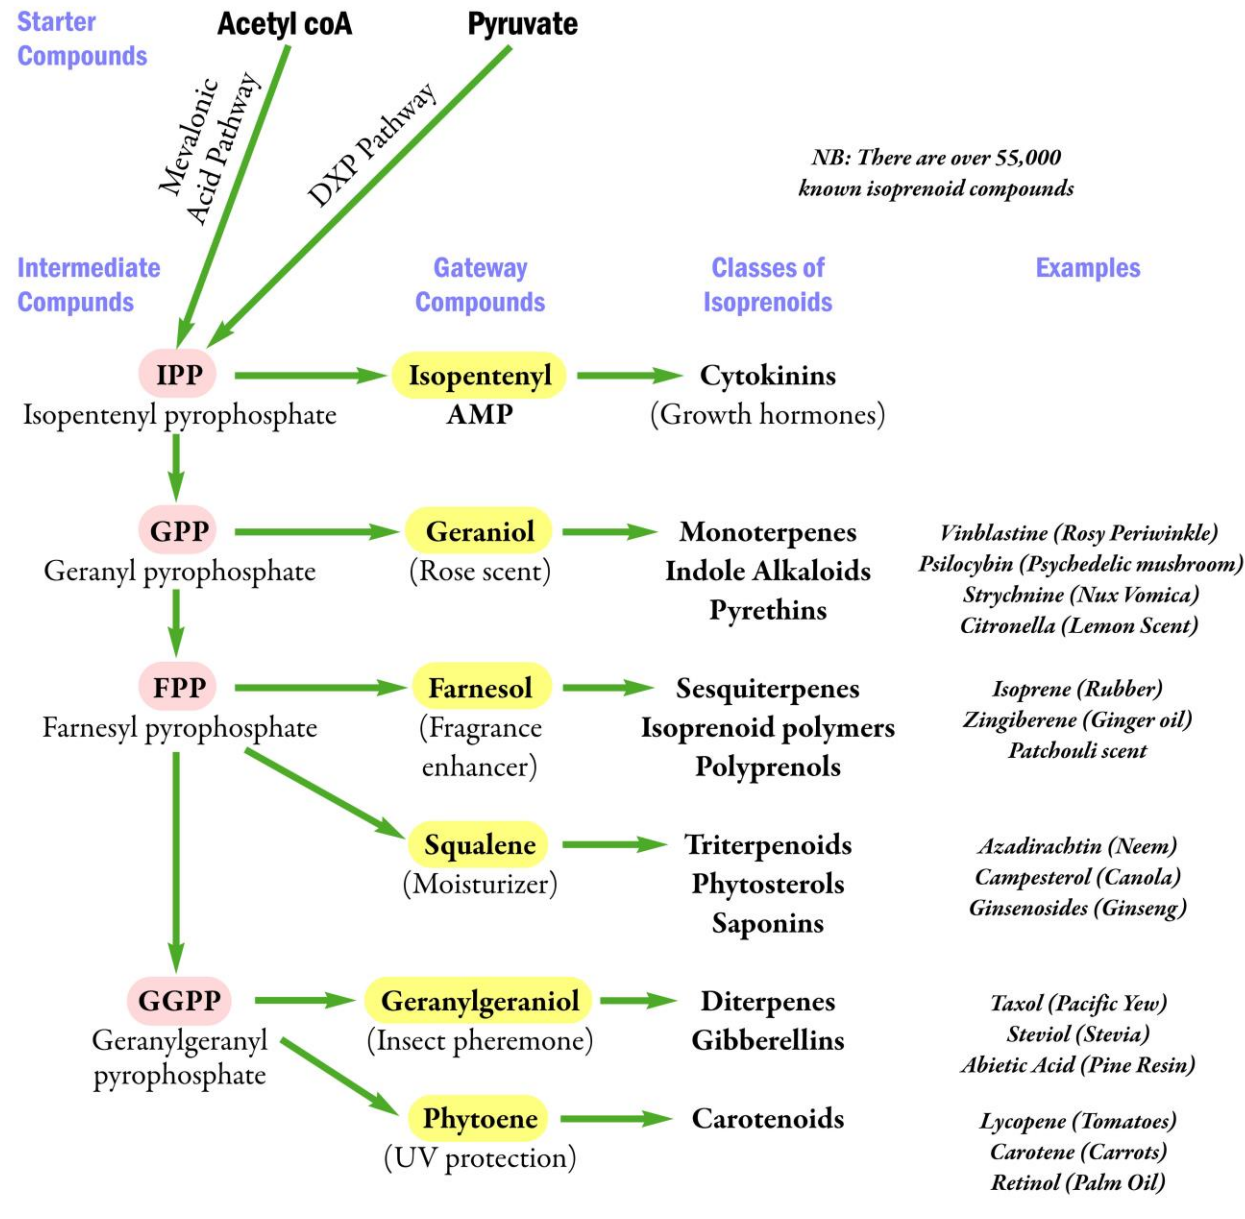 Starter
Compounds
Acetyl coA
Pyruvate
Mevalonic
Acid Pathway
DXP Pathway
NB: There are over 55,000
known isoprenoid compounds
Intermediate
Compunds
Gateway
Compounds
Classes of
Isoprenoids
Examples
IPP
Isopentenyl pyrophosphate
Isopentenyl
AMP
Cytokinins
(Growth hormones)
GPP
Geranyl pyrophosphate
Geraniol
(Rose scent)
Monoterpenes
Indole Alkaloids
Pyrethins
Vinblastine (Rosy Periwinkle)
Psilocybin (Psychedelic mushroom)
Strychnine (Nux Vomica)
Citronella (Lemon Scent)
FPP
Farnesyl pyrophosphate
Farnesol
(Fragrance
enhancer)
Sesquiterpenes
Isoprenoid polymers
Polyprenols
Isoprene (Rubber)
Zingiberene (Ginger oil)
Patchouli scent
Squalene
(Moisturizer)
Triterpenoids
Phytosterols
Saponins
Azadirachtin (Neem)
Campesterol (Canola)
Ginsenosides (Ginseng)
GGPP
Geranylgeranyl
pyrophosphate
Geranylgeraniol
(Insect pheremone)
Diterpenes
Gibberellins
Taxol (Pacific Yew)
Steviol (Stevia)
Abietic Acid (Pine Resin)
Phytoene
(UV protection)
Carotenoids
Lycopene (Tomatoes)
Carotene (Carrots)
Retinol (Palm Oil)